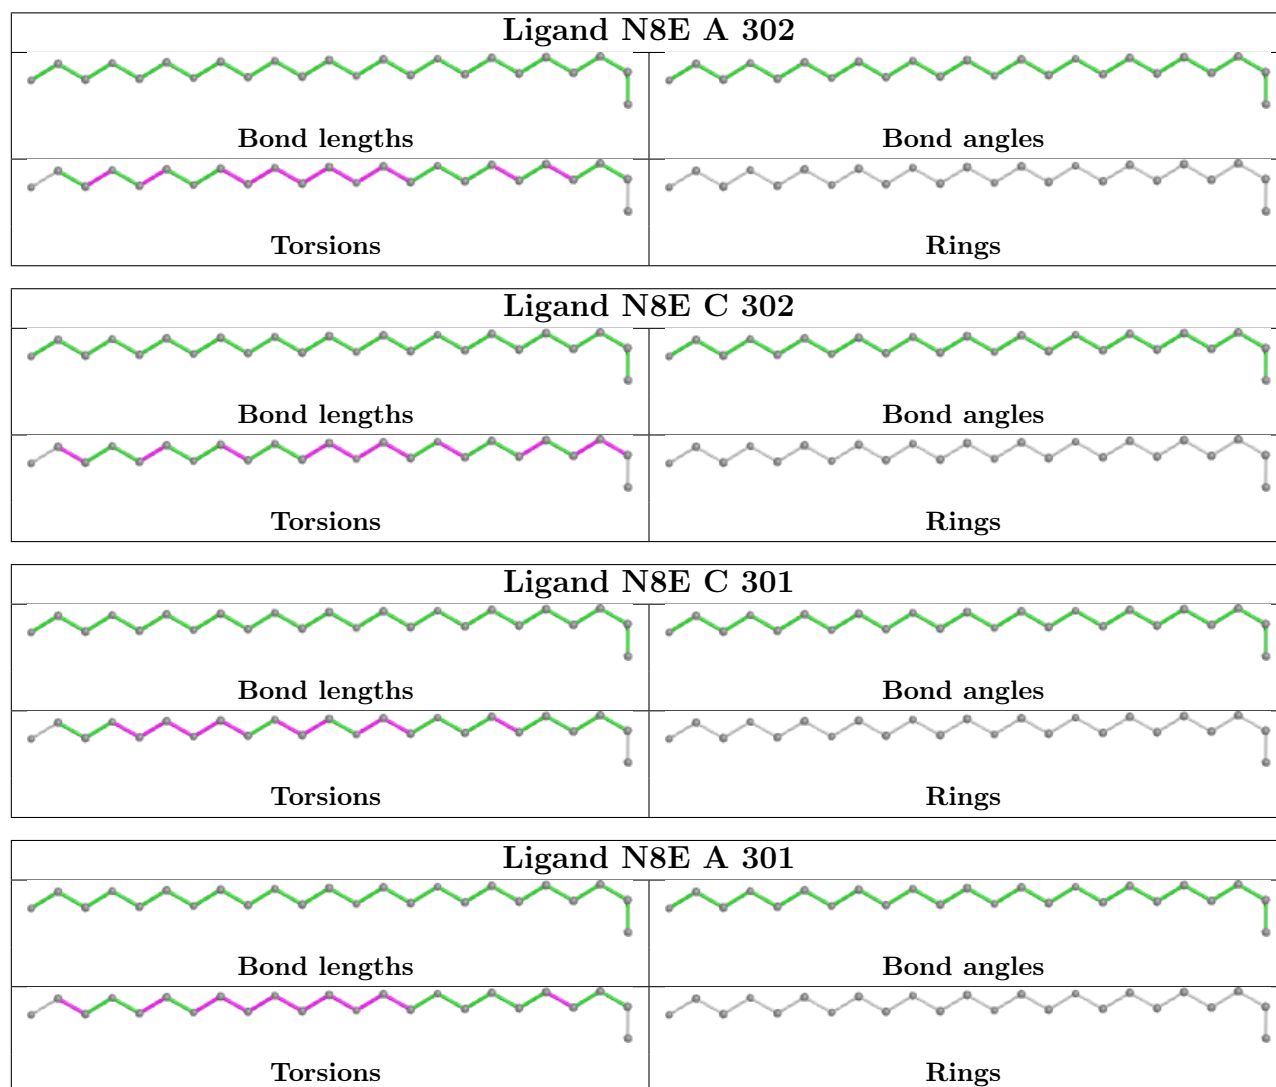 Ligand N8E A 302
Bond lengths
Bond angles
Torsions
Rings
Ligand N8E C 302
Bond lengths
Bond angles
Torsions
Rings
Ligand N8E C 301
Bond lengths
Bond angles
Torsions
Rings
Ligand N8E A 301
Bond lengths
Bond angles
Torsions
Rings